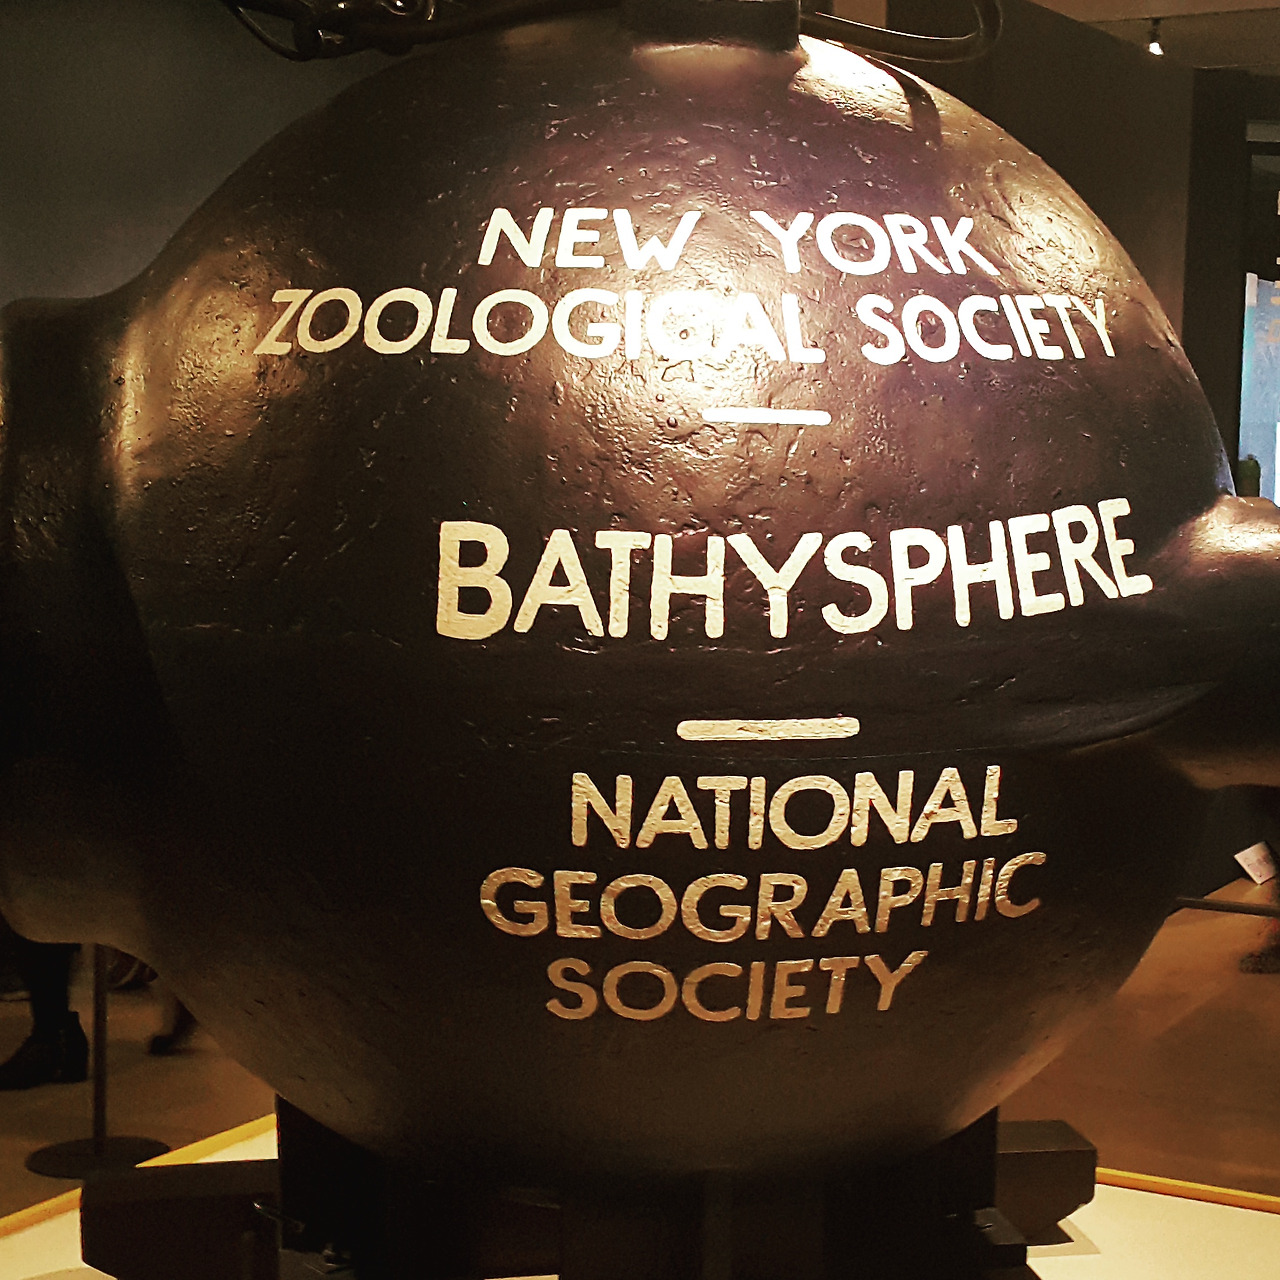 NEW YORK
ZOOLOGICAL SOCIETY
BATHYSPHERE
NATIONAL
GEOGRAPHIC
SOCIETY